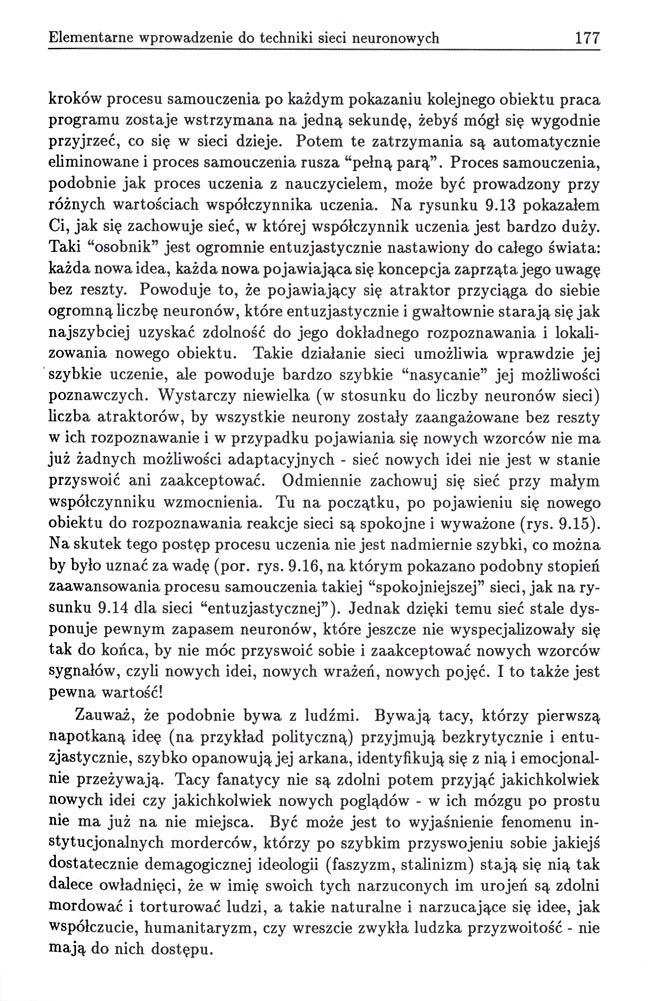 Elementarne wprowadzenie do techniki sieci neuronowych 177
kroków procesu samouczenia po każdym pokazaniu kolejnego obiektu praca
programu zostaje wstrzymana na jedną sekundę, żebyś mógł się wygodnie
przyjrzeć, co się w sieci dzieje. Potem te zatrzymania są automatycznie
eliminowane i proces samouczenia rusza “pełną parą”. Proces samouczenia,
podobnie jak proces uczenia z nauczycielem, może być prowadzony przy
różnych wartościach współczynnika uczenia. Na rysunku 9.13 pokazałem
Ci, jak się zachowuje sieć, w której współczynnik uczenia jest bardzo duży.
Taki “osobnik” jest ogromnie entuzjastycznie nastawiony do całego świata:
każda nowa idea, każda nowa pojawiająca się koncepcja zaprząta jego uwagę
bez reszty. Powoduje to, że pojawiający się atraktor przyciąga do siebie
ogromną liczbę neuronów, które entuzjastycznie i gwałtownie starają się jak
najszybciej uzyskać zdolność do jego dokładnego rozpoznawania i lokali-
zowania nowego obiektu. Takie działanie sieci umożliwia wprawdzie jej
szybkie uczenie, ale powoduje bardzo szybkie “nasycanie” jej możliwości
poznawczych. Wystarczy niewielka (w stosunku do liczby neuronów sieci)
liczba atraktorów, by wszystkie neurony zostały zaangażowane bez reszty
w ich rozpoznawanie i w przypadku pojawiania się nowych wzorców nie ma
już żadnych możliwości adaptacyjnych - sieć nowych idei nie jest w stanie
przyswoić ani zaakceptować. Odmiennie zachowuj się sieć przy małym
współczynniku wzmocnienia. Tu na początku, po pojawieniu się nowego
obiektu do rozpoznawania reakcje sieci są spokojne i wyważone (rys. 9.15).
Na skutek tego postęp procesu uczenia nie jest nadmiernie szybki, co można
by było uznać za wadę (por. rys. 9.16, na którym pokazano podobny stopień
zaawansowania procesu samouczenia takiej “spokojniejszej” sieci, jak na ry-
sunku 9.14 dla sieci “entuzjastycznej”). Jednak dzięki temu sieć stale dys-
ponuje pewnym zapasem neuronów, które jeszcze nie wyspecjalizowały się
tak do końca, by nie móc przyswoić sobie i zaakceptować nowych wzorców
sygnałów, czyli nowych idei, nowych wrażeń, nowych pojęć. I to także jest
pewna wartość!
Zauważ, że podobnie bywa z ludźmi. Bywają tacy, którzy pierwszą
napotkaną ideę (na przykład polityczną) przyjmują bezkrytycznie i entu-
zjastycznie, szybko opanowują jej arkana, identyfikują się z nią i emocjonal-
nie przeżywają. Tacy fanatycy nie są zdolni potem przyjąć jakichkolwiek
nowych idei czy jakichkolwiek nowych poglądów - w ich mózgu po prostu
nie ma już na nie miejsca. Być może jest to wyjaśnienie fenomenu in-
stytucjonalnych morderców, którzy po szybkim przyswojeniu sobie jakiejś
dostatecznie demagogicznej ideologii (faszyzm, stalinizm) stają się nią tak
dalece owładnięci, że w imię swoich tych narzuconych im urojeń są zdolni
mordować i torturować ludzi, a takie naturalne i narzucające się idee, jak
współczucie, humanitaryzm, czy wreszcie zwykła ludzka przyzwoitość - nie
mają do nich dostępu.